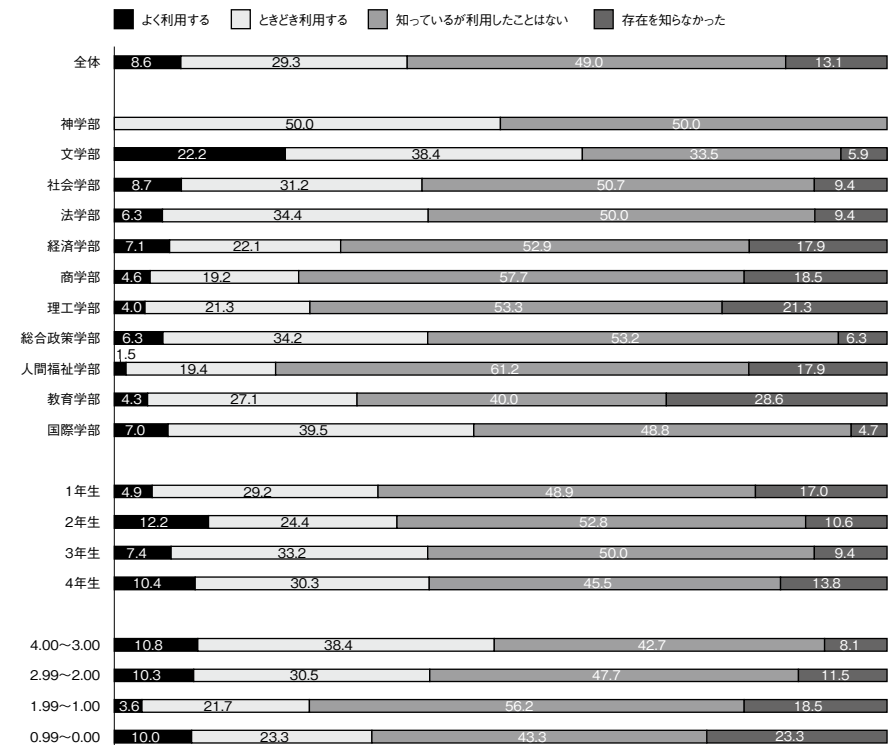 よく利用する ときどき利用する 知っているが利用したことはない 存在を知らなかった
全体 8.6 29.3 49.0 13.1
神学部 50.0 50.0
文学部 22.2 38.4 33.5 5.9
社会学部 8.7 31.2 50.7 9.4
法学部 6.3 34.4 50.0 9.4
経済学部 7.1 22.1 52.9 17.9
商学部 4.6 19.2 57.7 18.5
理工学部 4.0 21.3 53.3 21.3
総合政策学部 6.3 34.2 53.2 6.3
1.5
人間福祉学部 19.4 61.2 17.9
教育学部 4.3 27.1 40.0 28.6
国際学部 7.0 39.5 48.8 4.7
1年生 4.9 29.2 48.9 17.0
2年生 12.2 24.4 52.8 10.6
3年生 7.4 33.2 50.0 9.4
4年生 10.4 30.3 45.5 13.8
4.00〜3.00 10.8 38.4 42.7 8.1
2.99〜2.00 10.3 30.5 47.7 11.5
1.99〜1.00 3.6 21.7 56.2 18.5
0.99〜0.00 10.0 23.3 43.3 23.3